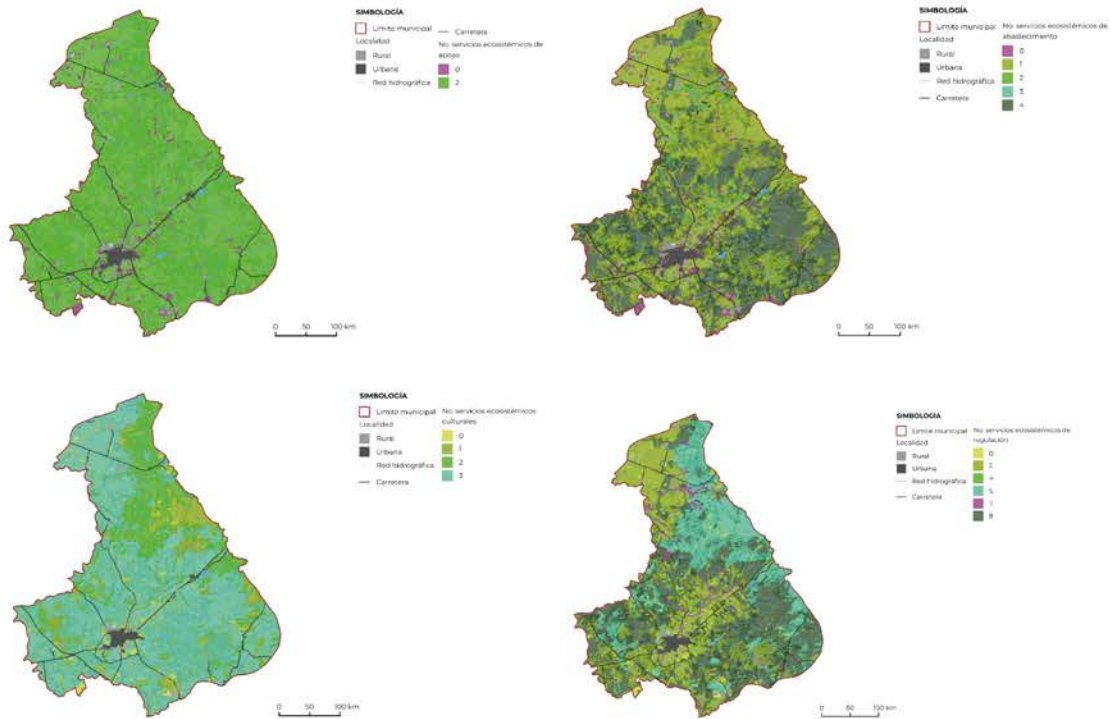 SIMBOLOGÍA
Límite municipal
Localidad
Rural
Urbana
Red hidrográfica
Carretera
No. servicios ecosistémicos de
apoyo
0
2
0 50 100 km
SIMBOLOGÍA
Límite municipal
Localidad
Rural
Urbana
Red hidrográfica
Carretera
No. servicios ecosistémicos de
abastecimiento
0
1
2
3
4
0 50 100 km
SIMBOLOGÍA
Límite municipal
Localidad
Rural
Urbana
Red hidrográfica
Carretera
No. servicios ecosistémicos
culturales
0
1
2
3
0 50 100 km
SIMBOLOGÍA
Límite municipal
Localidad
Rural
Urbana
Red hidrográfica
Carretera
No. servicios ecosistémicos de
regulación
0
4
5
8
0 50 100 km